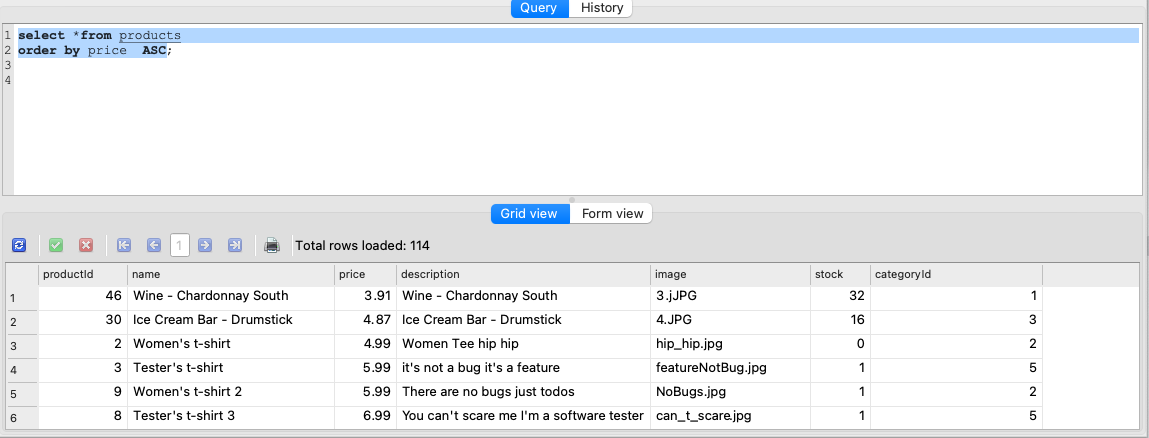 Query History
1 select *from products
2 order by price  ASC;
3
4
Grid view Form view
1 Total rows loaded: 114
productId name price description image stock categoryId
1 46 Wine - Chardonnay South 3.91 Wine - Chardonnay South 3.jJPG 32 1
2 30 Ice Cream Bar - Drumstick 4.87 Ice Cream Bar - Drumstick 4.JPG 16 3
3 2 Women's t-shirt 4.99 Women Tee hip hip hip_hip.jpg 0 2
4 3 Tester's t-shirt 5.99 it's not a bug it's a feature featureNotBug.jpg 1 5
5 9 Women's t-shirt 2 5.99 There are no bugs just todos NoBugs.jpg 1 2
6 8 Tester's t-shirt 3 6.99 You can't scare me I'm a software tester can_t_scare.jpg 1 5